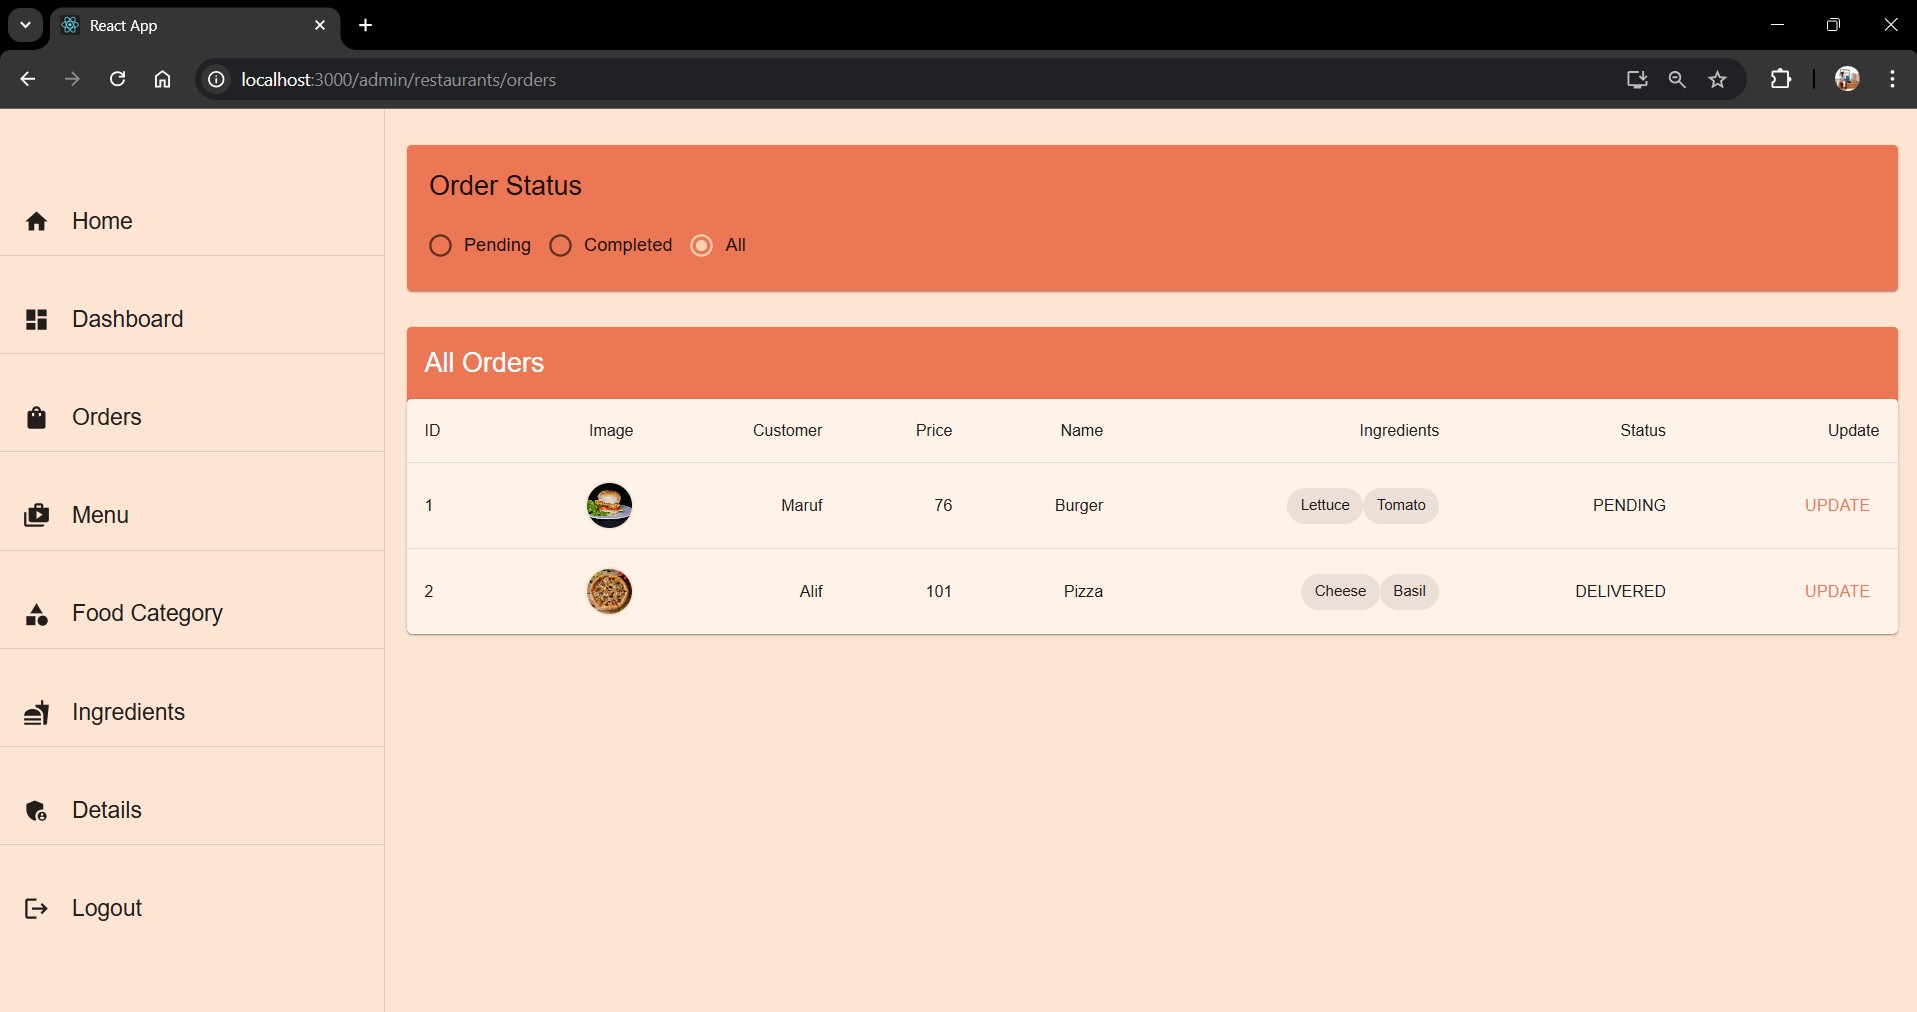 React App
localhost:3000/admin/restaurants/orders
Home
Dashboard
Orders
Menu
Food Category
Ingredients
Details
Logout
Order Status
Pending Completed All
All Orders
ID Image Customer Price Name Ingredients Status Update
1 Maruf 76 Burger Lettuce Tomato PENDING UPDATE
2 Alif 101 Pizza Cheese Basil DELIVERED UPDATE